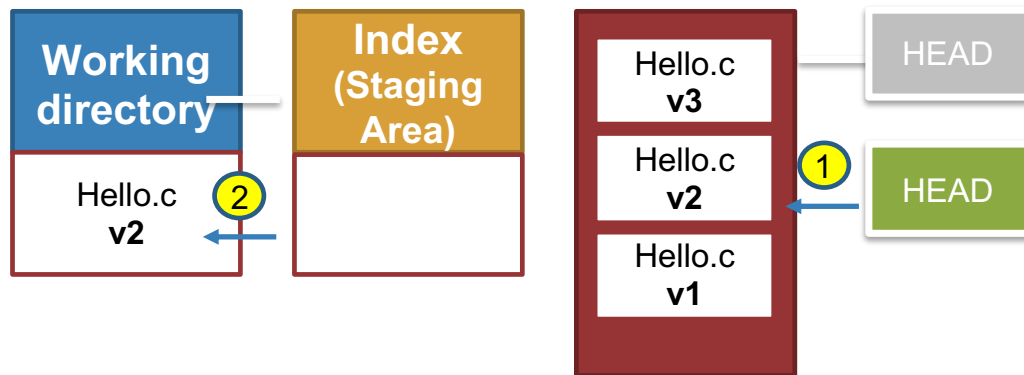 Working
directory
Hello.c
v2
2
Index
(Staging
Area)
Hello.c
v3
Hello.c
v2
Hello.c
v1
1
HEAD
HEAD